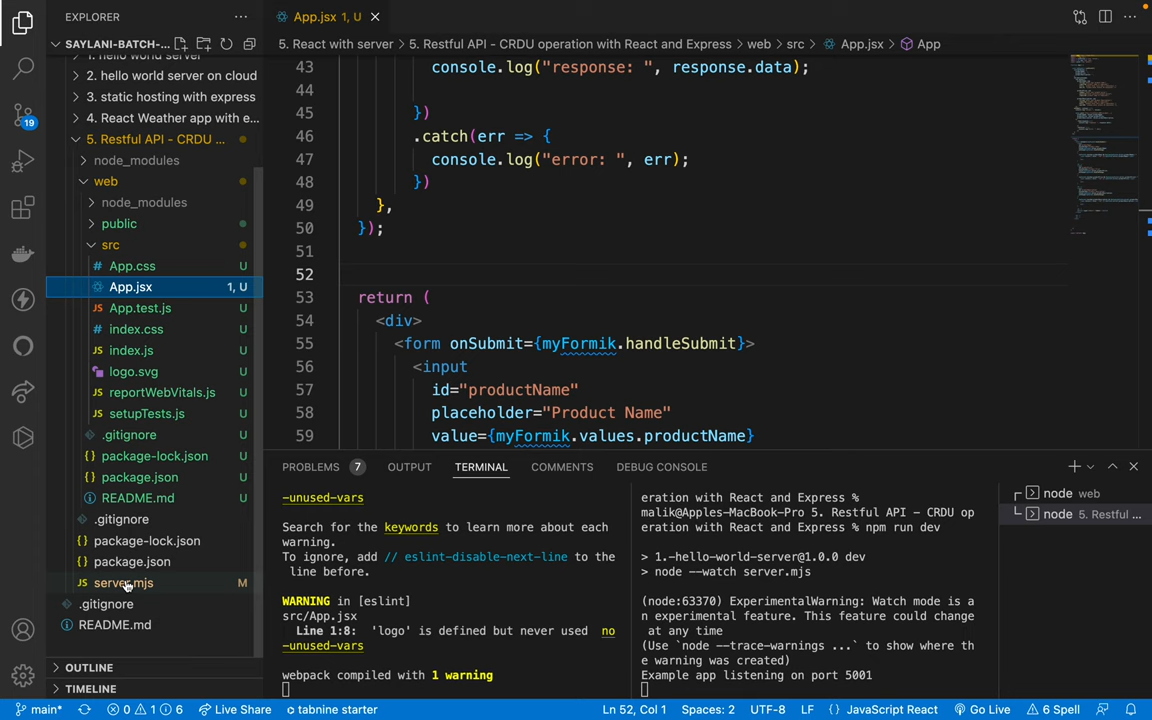 EXPLORER
SAYLANI-BATCH-...
1. hello world server
2. hello world server on cloud
3. static hosting with express
4. React Weather app with e...
5. Restful API - CRDU ...
node_modules
web
node_modules
public
src
# App.css U
App.jsx 1, U
JS App.test.js U
# index.css U
JS index.js U
logo.svg U
JS reportWebVitals.js U
JS setupTests.js U
.gitignore U
{} package-lock.json U
{} package.json U
README.md U
.gitignore
{} package-lock.json
{} package.json
JS server.mjs M
.gitignore
README.md
OUTLINE
TIMELINE
19
App.jsx 1, U
5. React with server > 5. Restful API - CRDU operation with React and Express > web > src > App.jsx > App
43 console.log("response: ", response.data);
44
45 })
46 .catch(err => {
47 console.log("error: ", err);
48 })
49 },
50 });
51
52
53 return (
54 <div>
55 <form onSubmit={myFormik.handleSubmit}>
56 <input
57 id="productName"
58 placeholder="Product Name"
59 value={myFormik.values.productName}
PROBLEMS 7 OUTPUT TERMINAL COMMENTS DEBUG CONSOLE
-unused-vars
Search for the keywords to learn more about each
warning.
To ignore, add // eslint-disable-next-line to the
line before.
WARNING in [eslint]
src/App.jsx
Line 1:8: 'logo' is defined but never used no
-unused-vars
webpack compiled with 1 warning
eration with React and Express %
malik@Apples-MacBook-Pro 5. Restful API - CRDU op
eration with React and Express % npm run dev
> 1.-hello-world-server@1.0.0 dev
> node --watch server.mjs
(node:63370) ExperimentalWarning: Watch mode is a
n experimental feature. This feature could change
at any time
(Use `node --trace-warnings ...` to show where th
e warning was created)
Example app listening on port 5001
node web
node 5. Restful ...
main* 0 1 6 Live Share tabnine starter Ln 52, Col 1 Spaces: 2 UTF-8 LF {} JavaScript React Go Live 6 Spell